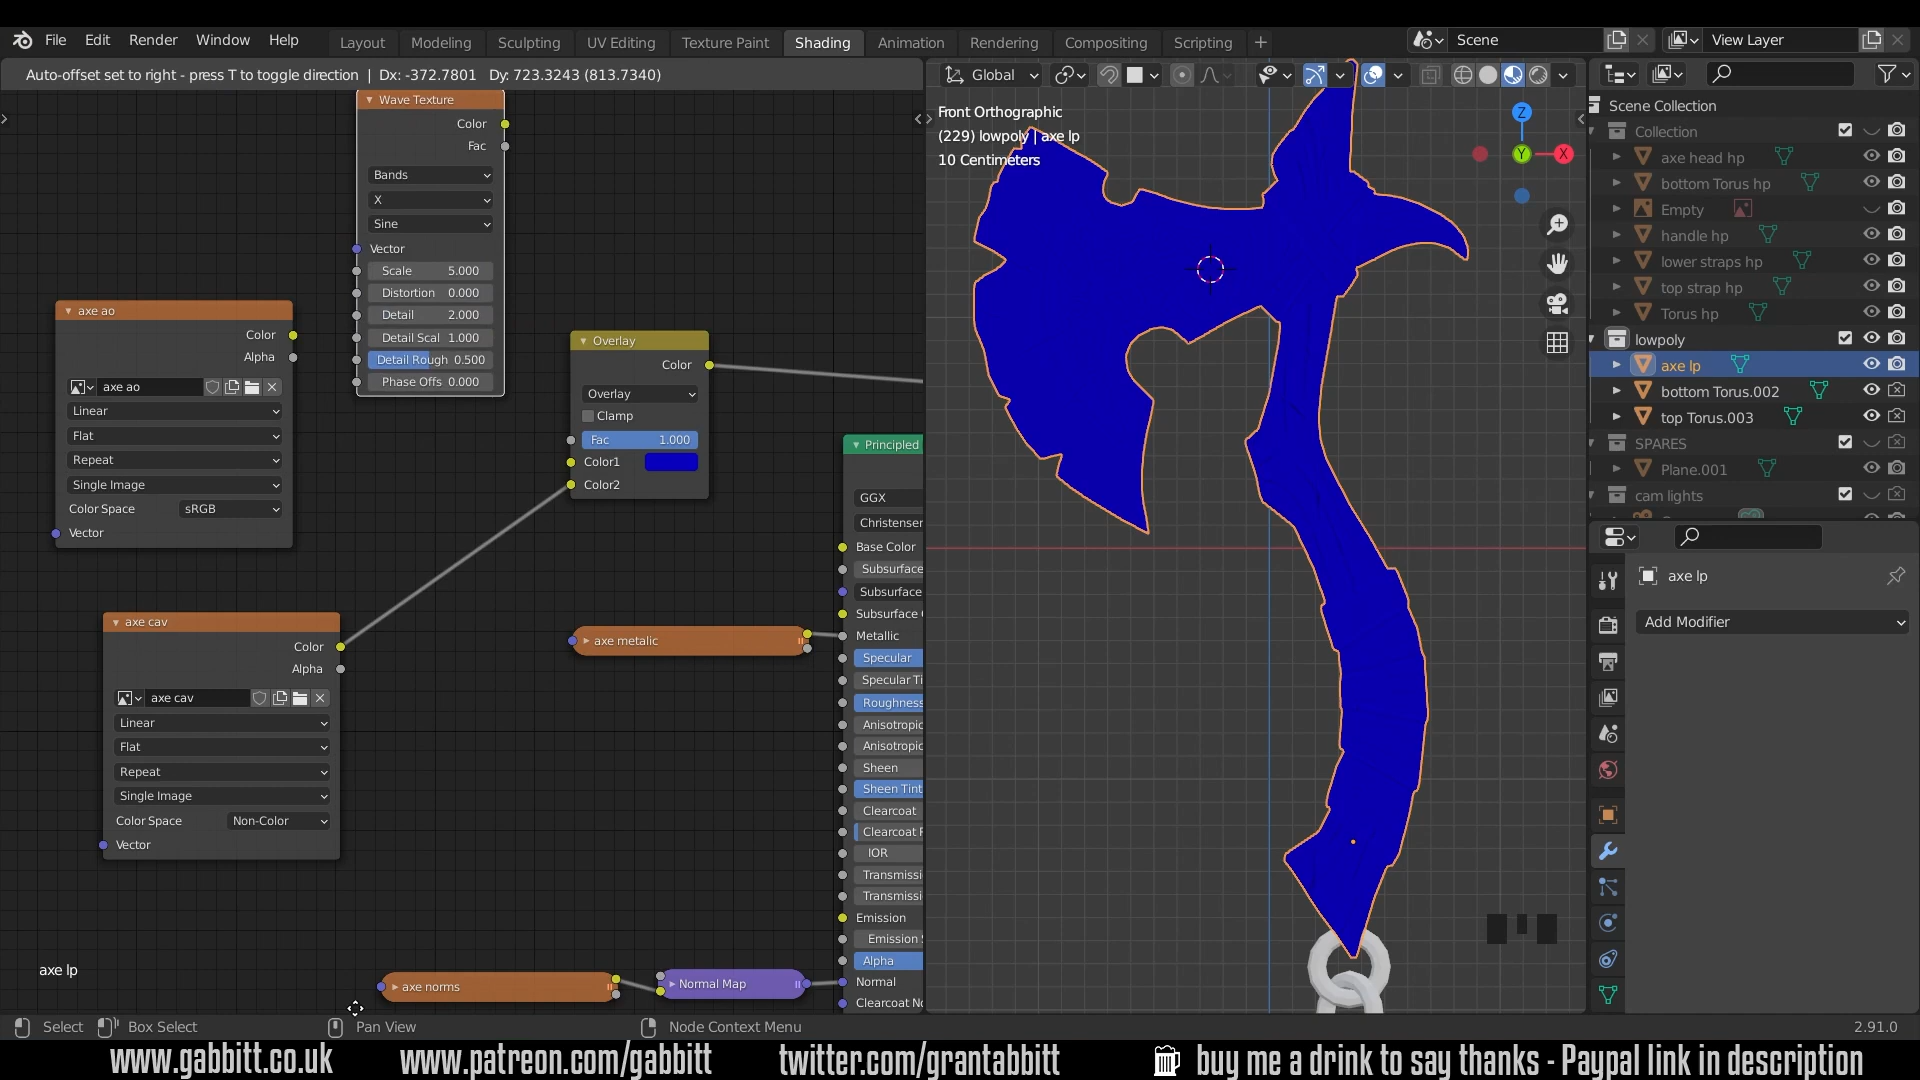 File Edit Render Window Help Layout Modeling Sculpting UV Editing Texture Paint Shading Animation Rendering Compositing Scripting + Scene View Layer
Auto-offset set to right - press T to toggle direction | Dx: -372.7801 Dy: 723.3243 (813.7340)
Global
Wave Texture
Color
Fac
Bands
X
Sine
Vector
Scale 5.000
Distortion 0.000
Detail 2.000
Detail Scal 1.000
Detail Rough 0.500
Phase Offs 0.000
axe ao
Color
Alpha
axe ao
Linear
Flat
Repeat
Single Image
Color Space sRGB
Vector
Overlay
Color
Overlay
Clamp
Fac 1.000
Color1
Color2
axe cav
Color
Alpha
axe cav
Linear
Flat
Repeat
Single Image
Color Space Non-Color
Vector
axe metalic
axe norms
Normal Map
Principled
GGX
Christensen
Base Color
Subsurface
Subsurface
Subsurface
Metallic
Specular
Specular Ti
Roughness
Anisotropic
Anisotropic
Sheen
Sheen Tint
Clearcoat
Clearcoat R
IOR
Transmissi
Transmissi
Emission
Emission S
Alpha
Normal
Clearcoat No
axe lp
Front Orthographic
(229) lowpoly | axe lp
10 Centimeters
Z
Y
X
Scene Collection
Collection
axe head hp
bottom Torus hp
Empty
handle hp
lower straps hp
top strap hp
Torus hp
lowpoly
axe lp
bottom Torus.002
top Torus.003
SPARES
Plane.001
cam lights
axe lp
Add Modifier
Select Box Select Pan View Node Context Menu 2.91.0
www.gabbitt.co.uk www.patreon.com/gabbitt twitter.com/grantabbitt buy me a drink to say thanks - Paypal link in description